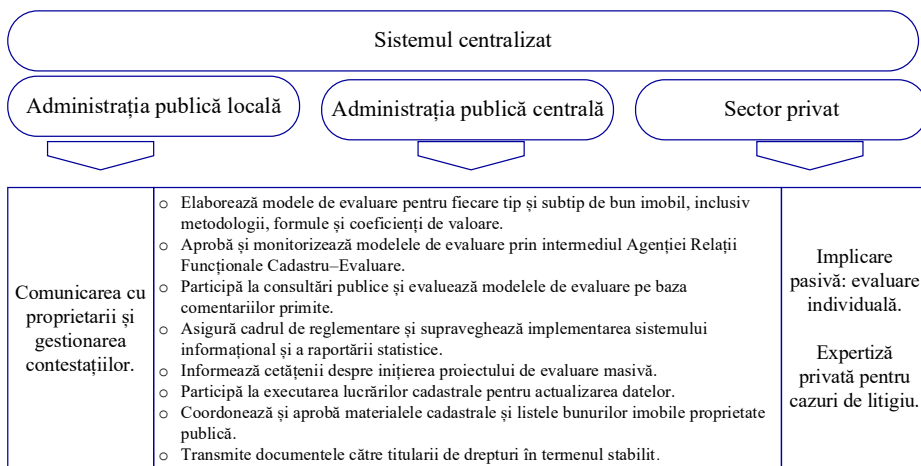 Sistemul centralizat
Administrația publică locală
Administrația publică centrală
Sector privat
Comunicarea cu
proprietarii și
gestionarea
contestațiilor.
o Elaborează modele de evaluare pentru fiecare tip și subtip de bun imobil, inclusiv
metodologii, formule și coeficienți de valoare.
o Aprobă și monitorizează modelele de evaluare prin intermediul Agenției Relații
Funcționale Cadastru–Evaluare.
o Participă la consultări publice și evaluează modelele de evaluare pe baza
comentariilor primite.
o Asigură cadrul de reglementare și supraveghează implementarea sistemului
informațional și a raportării statistice.
o Informează cetățenii despre inițierea proiectului de evaluare masivă.
o Participă la executarea lucrărilor cadastrale pentru actualizarea datelor.
o Coordonează și aprobă materialele cadastrale și listele bunurilor imobile proprietate
publică.
o Transmite documentele către titularii de drepturi în termenul stabilit.
Implicare
pasivă: evaluare
individuală.
Expertiză
privată pentru
cazuri de litigiu.